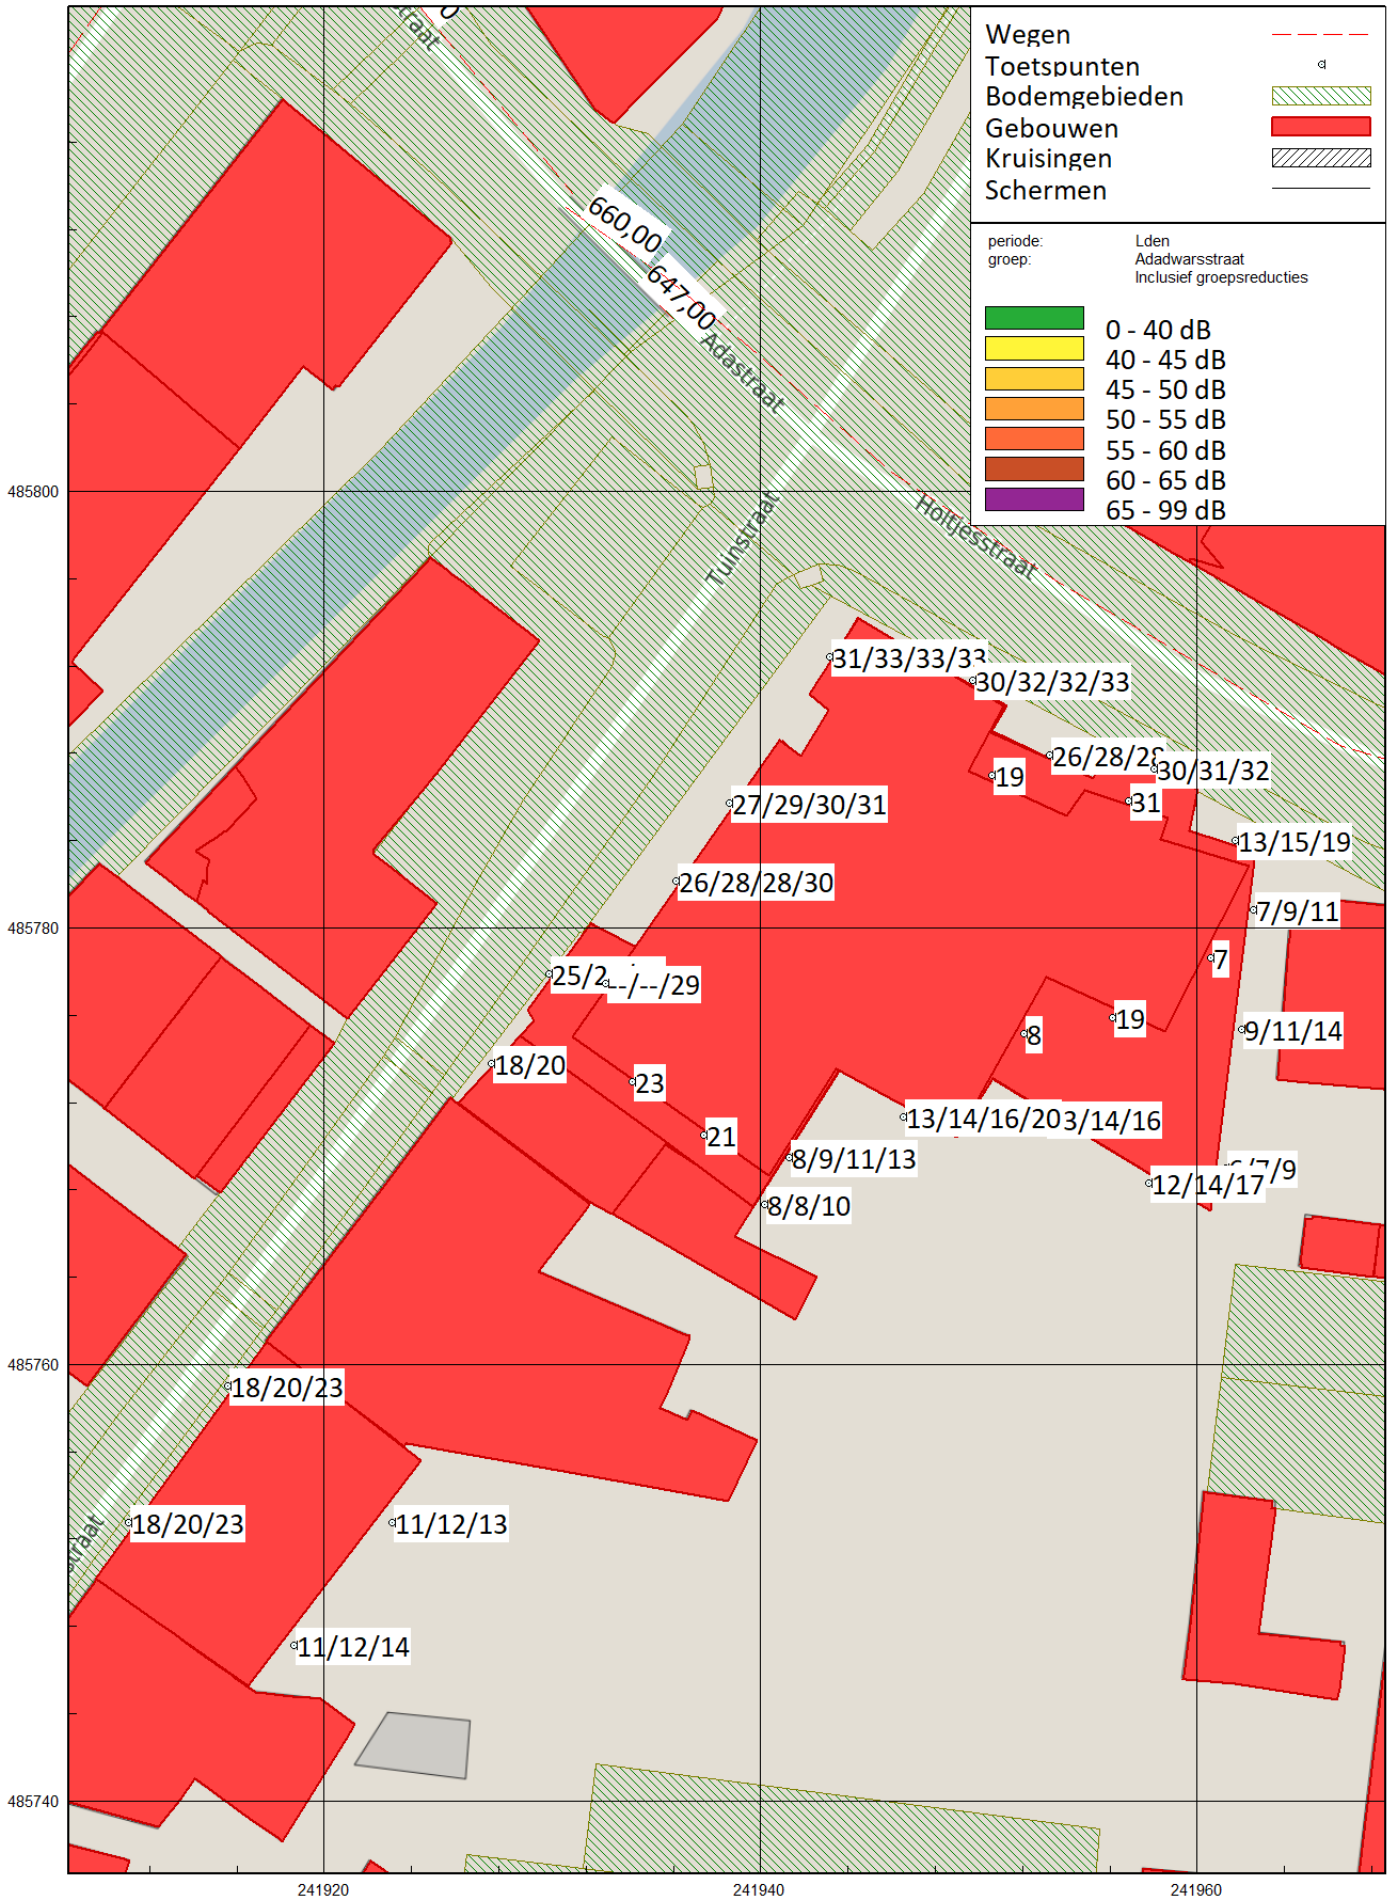 Wegen
Toetspunten
Bodemgebieden
Gebouwen
Kruisingen
Schermen
periode: Lden
groep: Adadwarsstraat
Inclusief groepsreducties
0 - 40 dB
40 - 45 dB
45 - 50 dB
50 - 55 dB
55 - 60 dB
60 - 65 dB
65 - 99 dB
straat
660,00
647,00
Adastraat
485800
Tuinstraat
Holtjesstraat
31/33/33/33
30/32/32/33
26/28/28
30/31/32
19
31
27/29/30/31
13/15/19
26/28/28/30
7/9/11
485780
7
--/--/29
19
8
9/11/14
18/20
23
13/14/16/20
3/14/16
21
8/9/11/13
12/14/17
8/8/10
485760
18/20/23
18/20/23
11/12/13
straat
11/12/14
485740
241920
241940
241960